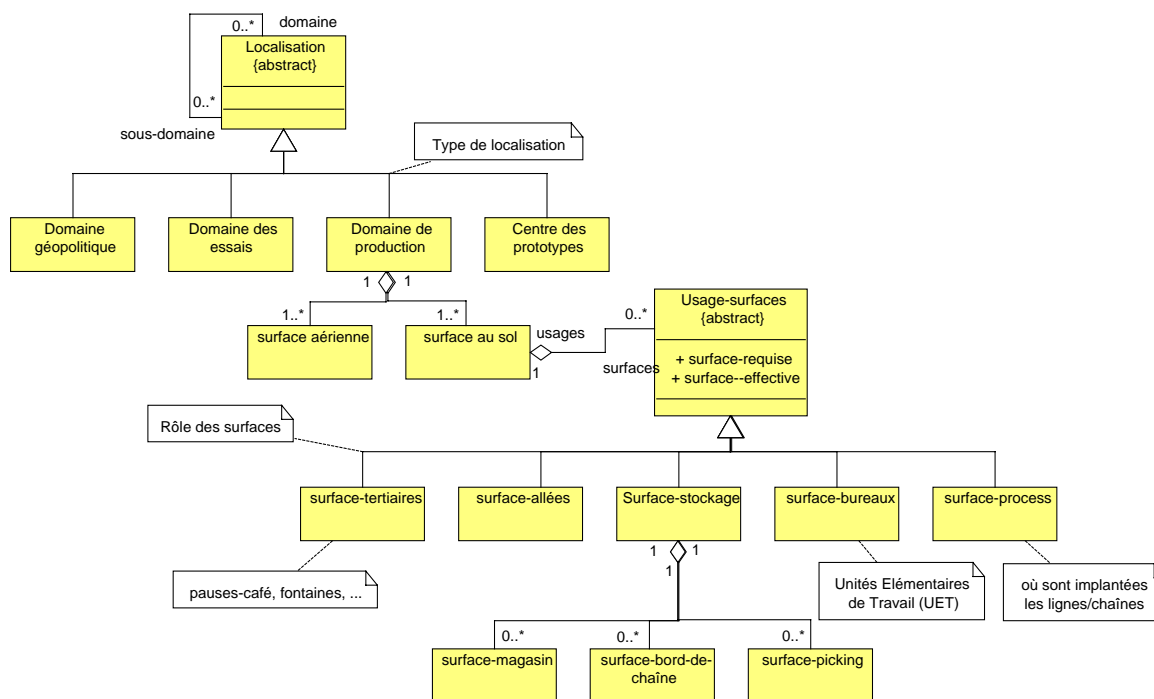 0..*
domaine
Localisation
{abstract}
0..*
sous-domaine
Type de localisation
Domaine
géopolitique
Domaine des
essais
Domaine de
production
Centre des
prototypes
1
1
1..*
1..*
surface aérienne
surface au sol
usages
1
0..*
surfaces
Usage-surfaces
{abstract}
+ surface-requise
+ surface--effective
Rôle des surfaces
surface-tertiaires
surface-allées
Surface-stockage
surface-bureaux
surface-process
1
1
1
pauses-café, fontaines, ...
Unités Elémentaires
de Travail (UET)
où sont implantées
les lignes/chaînes
0..*
0..*
0..*
surface-magasin
surface-bord-de-
chaîne
surface-picking